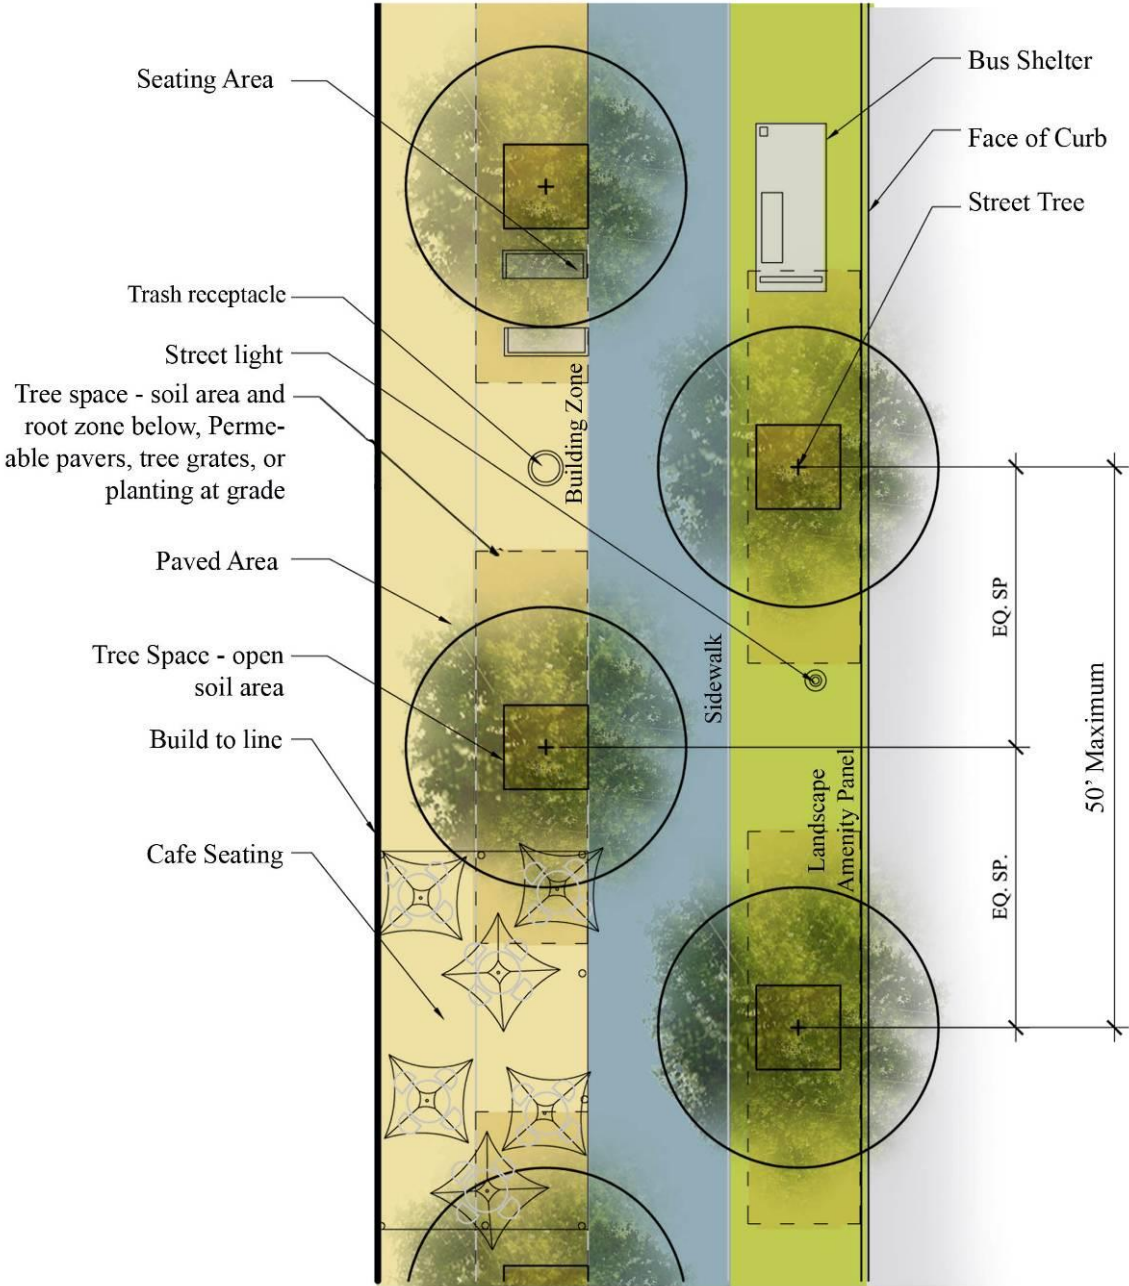 Seating Area
Trash receptacle
Street light
Tree space - soil area and
root zone below, Perme-
able pavers, tree grates, or
planting at grade
Paved Area
Tree Space - open
soil area
Build to line
Cafe Seating
Building Zone
Sidewalk
Landscape
Amenity Panel
Bus Shelter
Face of Curb
Street Tree
EQ. SP
EQ. SP.
50’ Maximum